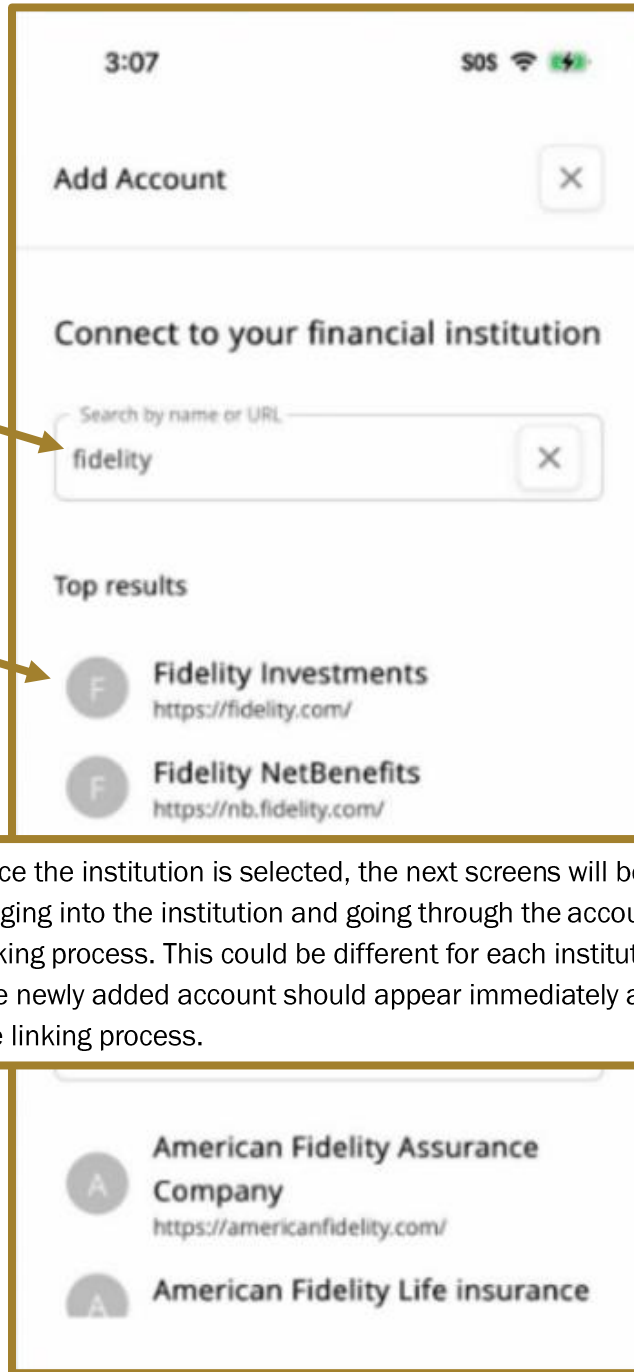 3:07 SOS
Add Account
Connect to your financial institution
Search by name or URL
fidelity
Top results
F
Fidelity Investments
https://fidelity.com/
F
Fidelity NetBenefits
https://nb.fidelity.com/
ce the institution is selected, the next screens will be
ging into the institution and going through the accou
king process. This could be different for each institut
e newly added account should appear immediately a
e linking process.
A
American Fidelity Assurance
Company
https://americanfidelity.com/
A
American Fidelity Life insurance